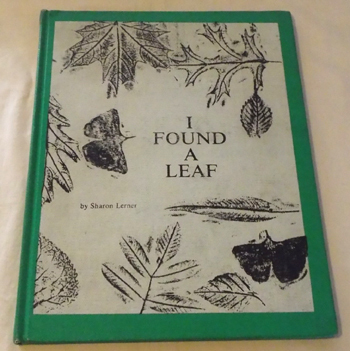 I
FOUND
A
LEAF
by Sharon Lerner